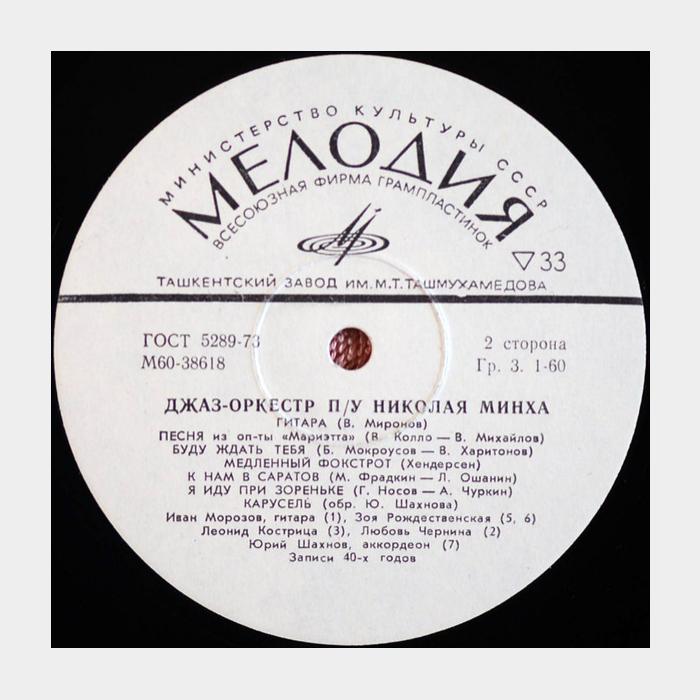 МИНИСТЕРСТВО КУЛЬТУРЫ СССР
МЕЛОДИЯ
ВСЕСОЮЗНАЯ ФИРМА ГРАМПЛАСТИНОК
▽33
ТАШКЕНТСКИЙ ЗАВОД ИМ. М.Т. ТАШМУХАМЕДОВА
ГОСТ 5289-73
2 сторона
М60-38618
Гр. 3. 1-60
ДЖАЗ-ОРКЕСТР П/У НИКОЛАЯ МИНХА
ГИТАРА (В. Миронов)
ПЕСНЯ из оп-ты «Мариэтта» (В. Колло — В. Михайлов)
БУДУ ЖДАТЬ ТЕБЯ (Б. Мокроусов — В. Харитонов)
МЕДЛЕННЫЙ ФОКСТРОТ (Хендерсен)
К НАМ В САРАТОВ (М. Фрадкин — Л. Ошанин)
Я ИДУ ПРИ ЗОРЕНЬКЕ (Г. Носов — А. Чуркин)
КАРУСЕЛЬ (обр. Ю. Шахнова)
Иван Морозов, гитара (1), Зоя Рождественская (5, 6)
Леонид Кострица (3), Любовь Чернина (2)
Юрий Шахнов, аккордеон (7)
Записи 40-х годов